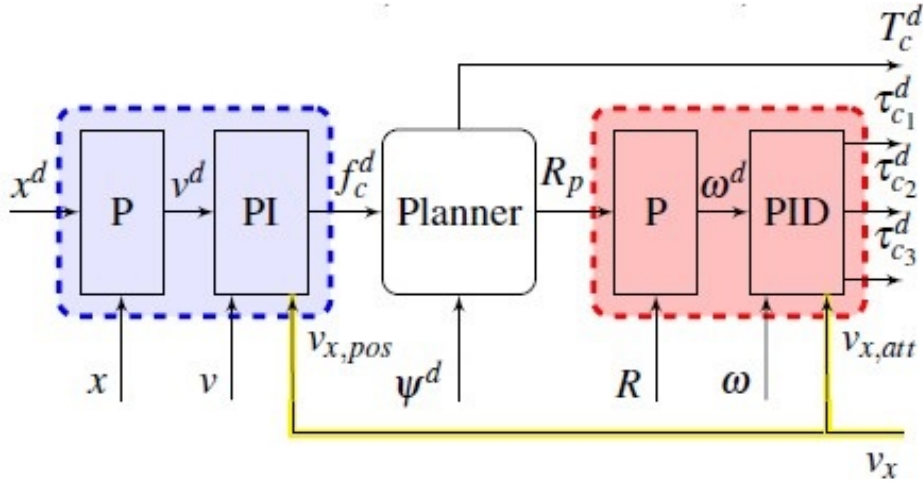 T_c^d
τ_{c_1}^d
x^d P v^d PI f_c^d Planner R_p P ω^d PID τ_{c_2}^d
τ_{c_3}^d
v_{x,pos} v_{x,att}
x v ψ^d R ω
v_x